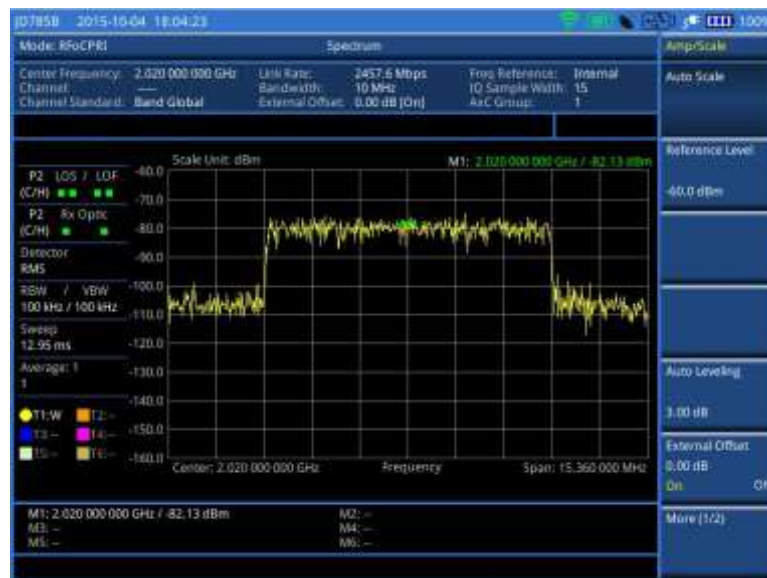 JD785B 2015-10-04 18:04:23
100%
Mode: RFoCPRI
Spectrum
Amp/Scale
Center Frequency: 2.020 000 000 GHz
Link Rate: 2457.6 Mbps
Freq Reference: Internal
Channel: ----
Bandwidth: 10 MHz
IQ Sample Width: 15
Channel Standard: Band Global
External Offset: 0.00 dB [On]
AxC Group: 1
Auto Scale
Reference Level
-60.0 dBm
Scale Unit: dBm
M1: 2.020 000 000 GHz / -82.13 dBm
P2 LOS / LOF
(C/H)
P2 Rx Optic
(C/H)
Detector
RMS
RBW / VBW
100 kHz / 100 kHz
Sweep
12.95 ms
Average: 1
1
T1:W T2:--
T3:-- T4:--
T5:-- T6:--
-60.0
-70.0
-80.0
-90.0
-100.0
-110.0
-120.0
-130.0
-140.0
-150.0
-160.0
Center: 2.020 000 000 GHz
Frequency
Span: 15.360 000 MHz
Auto Leveling
3.00 dB
External Offset
0.00 dB
On Of
More (1/2)
M1: 2.020 000 000 GHz / -82.13 dBm
M2: --
M3: --
M4: --
M5: --
M6: --